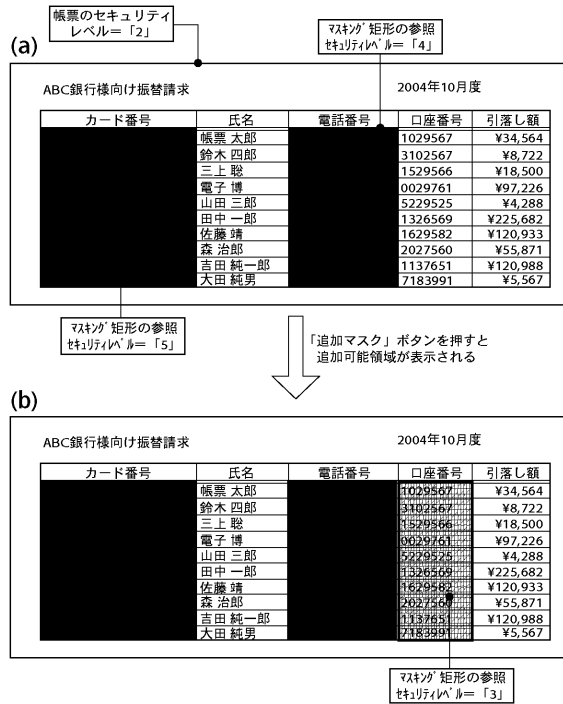 帳票のセキュリティ
レベル＝「2」
ﾏｽｷﾝｸﾞ矩形の参照
ｾｷｭﾘﾃｨﾚﾍﾞﾙ＝「4」
(a)
ABC銀行様向け振替請求 2004年10月度
カード番号 氏名 電話番号 口座番号 引落し額
帳票 太郎 1029567 ¥34,564
鈴木 四郎 3102567 ¥8,722
三上 聡 1529566 ¥18,500
電子 博 0029761 ¥97,226
山田 三郎 5229525 ¥4,288
田中 一郎 1326569 ¥225,682
佐藤 靖 1629582 ¥120,933
森 治郎 2027560 ¥55,871
吉田 純一郎 1137651 ¥120,988
大田 純男 7183991 ¥5,567
ﾏｽｷﾝｸﾞ矩形の参照
ｾｷｭﾘﾃｨﾚﾍﾞﾙ＝「5」
「追加マスク」ボタンを押すと
追加可能領域が表示される
(b)
ABC銀行様向け振替請求 2004年10月度
カード番号 氏名 電話番号 口座番号 引落し額
帳票 太郎 1029567 ¥34,564
鈴木 四郎 3102567 ¥8,722
三上 聡 1529566 ¥18,500
電子 博 0029761 ¥97,226
山田 三郎 5229525 ¥4,288
田中 一郎 1326569 ¥225,682
佐藤 靖 1629582 ¥120,933
森 治郎 2027560 ¥55,871
吉田 純一郎 1137651 ¥120,988
大田 純男 7183991 ¥5,567
ﾏｽｷﾝｸﾞ矩形の参照
ｾｷｭﾘﾃｨﾚﾍﾞﾙ＝「3」